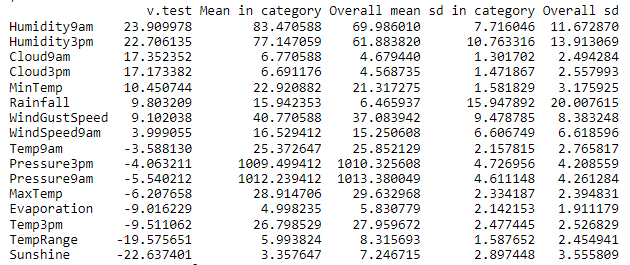 v.test Mean in category Overall mean sd in category Overall sd
Humidity9am 23.909978 83.470588 69.986010 7.716046 11.672870
Humidity3pm 22.706135 77.147059 61.883820 10.763316 13.913069
Cloud9am 17.352352 6.770588 4.679440 1.301702 2.494284
Cloud3pm 17.173382 6.691176 4.568735 1.471867 2.557993
MinTemp 10.450744 22.920882 21.317275 1.581829 3.175925
Rainfall 9.803209 15.942353 6.465937 15.947892 20.007615
WindGustSpeed 9.102038 40.770588 37.083942 9.478785 8.383248
WindSpeed9am 3.999055 16.529412 15.250608 6.606749 6.618596
Temp9am -3.588130 25.372647 25.852129 2.157815 2.765817
Pressure3pm -4.063211 1009.499412 1010.325608 4.726956 4.208559
Pressure9am -5.540212 1012.239412 1013.380049 4.611148 4.261284
MaxTemp -6.207658 28.914706 29.632968 2.334187 2.394831
Evaporation -9.016229 4.998235 5.830779 2.142153 1.911179
Temp3pm -9.511062 26.798529 27.959672 2.477445 2.526829
TempRange -19.575651 5.993824 8.315693 1.587652 2.454941
Sunshine -22.637401 3.357647 7.246715 2.897448 3.555809